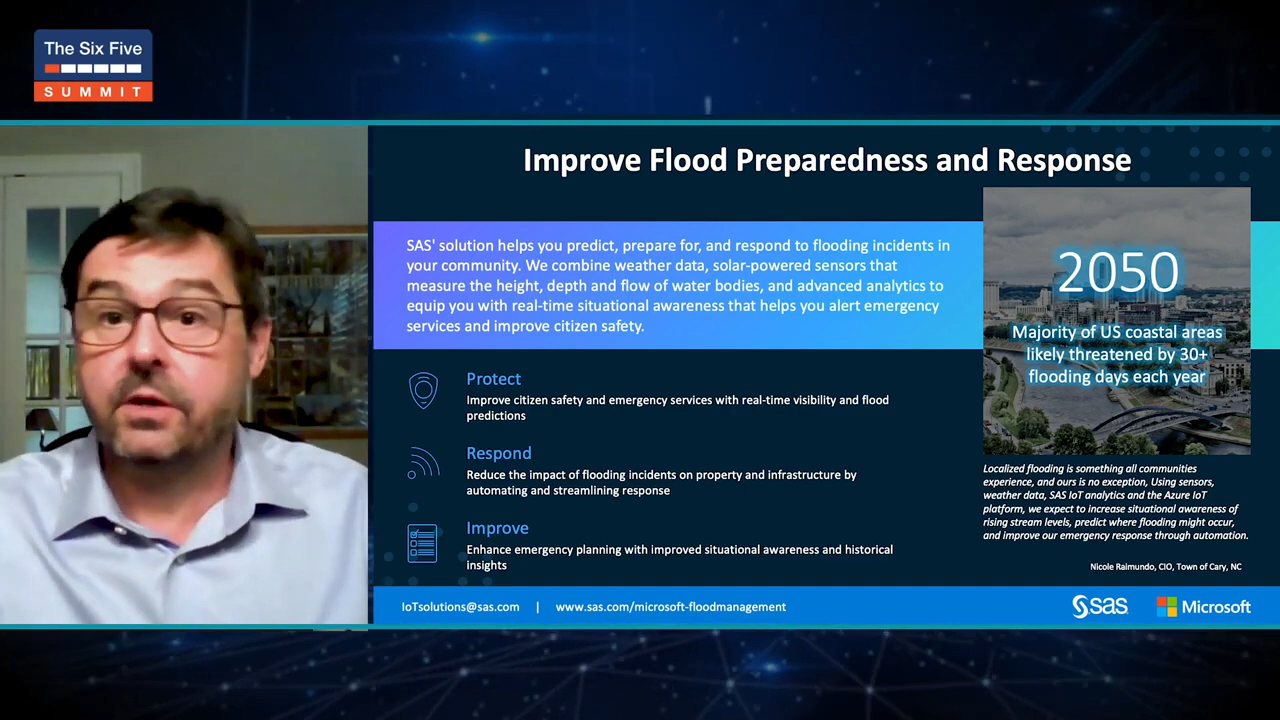 The Six Five
SUMMIT
Improve Flood Preparedness and Response
SAS' solution helps you predict, prepare for, and respond to flooding incidents in
your community. We combine weather data, solar-powered sensors that
measure the height, depth and flow of water bodies, and advanced analytics to
equip you with real-time situational awareness that helps you alert emergency
services and improve citizen safety.
2050
Majority of US coastal areas
likely threatened by 30+
flooding days each year
Protect
Improve citizen safety and emergency services with real-time visibility and flood
predictions
Respond
Reduce the impact of flooding incidents on property and infrastructure by
automating and streamlining response
Improve
Enhance emergency planning with improved situational awareness and historical
insights
Localized flooding is something all communities
experience, and ours is no exception, Using sensors,
weather data, SAS IoT analytics and the Azure IoT
platform, we expect to increase situational awareness of
rising stream levels, predict where flooding might occur,
and improve our emergency response through automation.
Nicole Raimundo, CIO, Town of Cary, NC
IoTsolutions@sas.com | www.sas.com/microsoft-floodmanagement
sas Microsoft